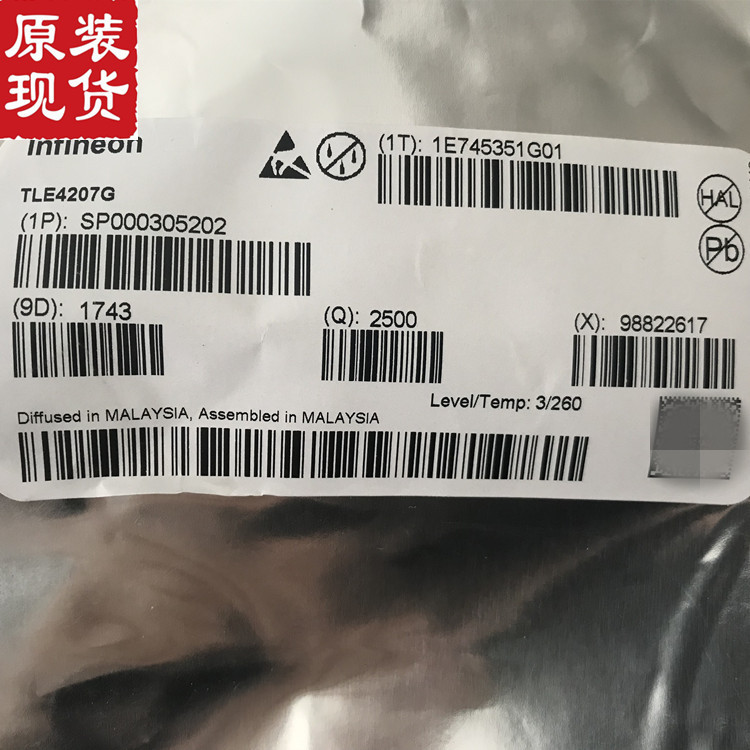 原装
现货
Infineon
(1T): 1E745351G01
TLE4207G
(1P): SP000305202
HAL
Pb
(9D): 1743
(Q): 2500
(X): 98822617
Level/Temp: 3/260
Diffused in MALAYSIA, Assembled in MALAYSIA